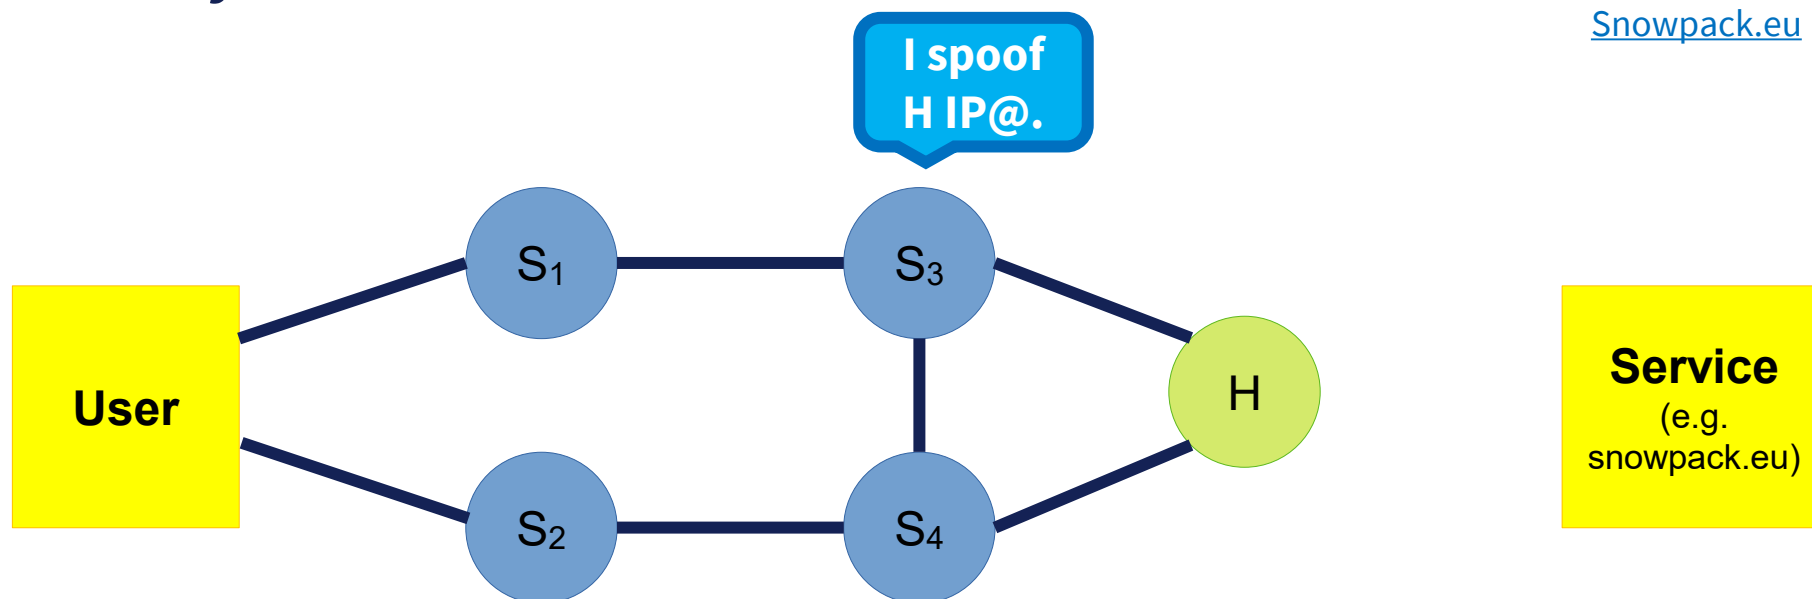 Snowpack.eu
I spoof
H IP@.
S₁
S₃
User
H
Service
(e.g.
snowpack.eu)
S₂
S₄